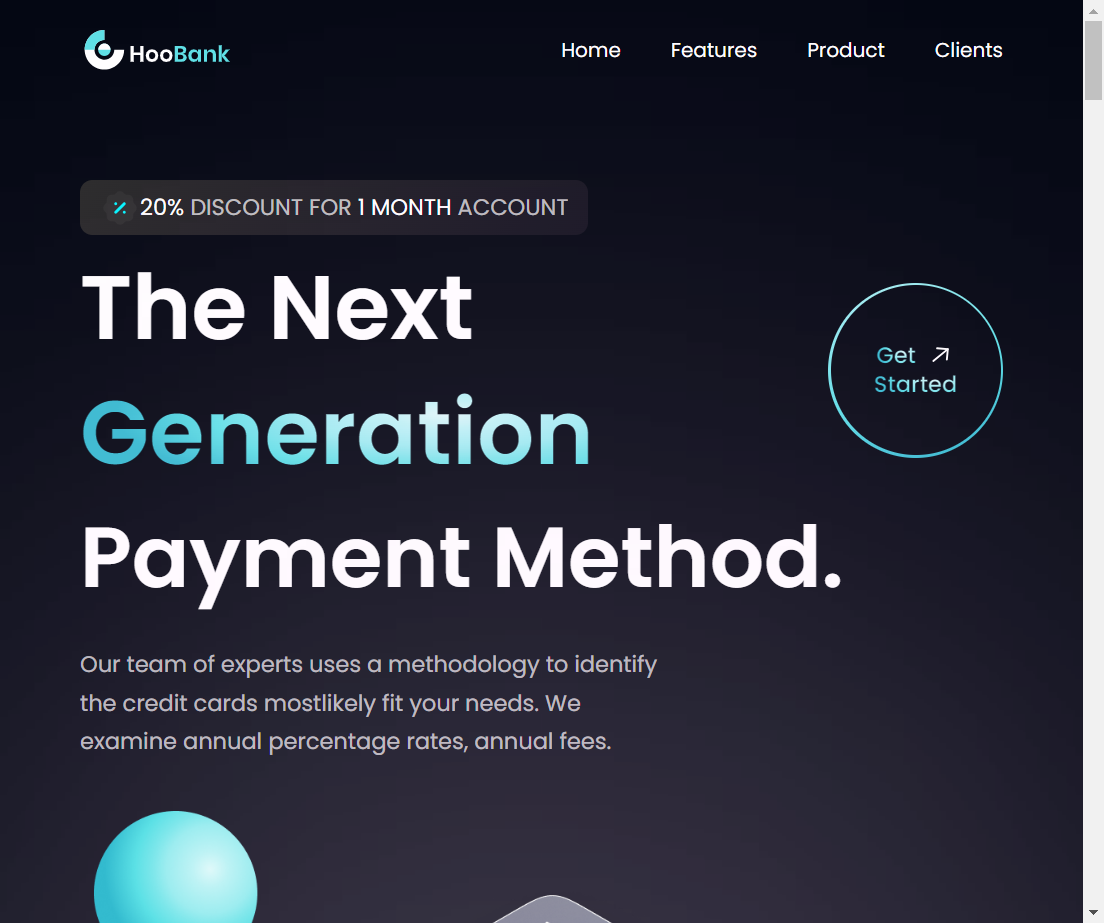 HooBank
Home Features Product Clients
20% DISCOUNT FOR 1 MONTH ACCOUNT
The Next
Generation
Payment Method.
Get
Started
Our team of experts uses a methodology to identify
the credit cards mostlikely fit your needs. We
examine annual percentage rates, annual fees.